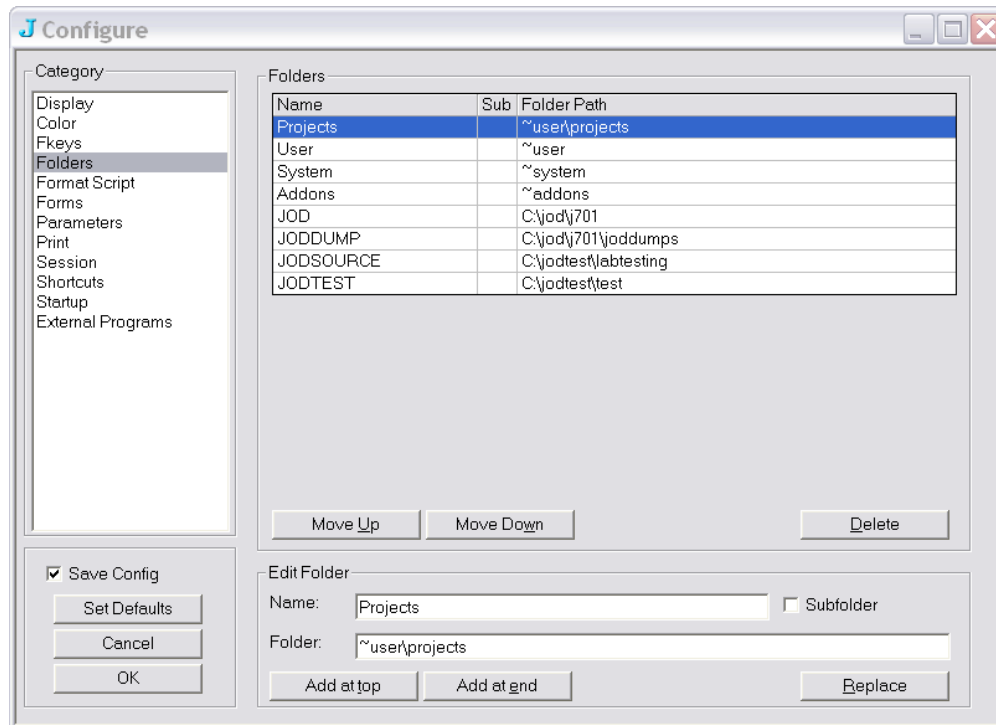 J Configure
Category
Display
Color
Fkeys
Folders
Format Script
Forms
Parameters
Print
Session
Shortcuts
Startup
External Programs
Save Config
Set Defaults
Cancel
OK
Folders
Name Sub Folder Path
Projects ~user\projects
User ~user
System ~system
Addons ~addons
JOD C:\jod\j701
JODDUMP C:\jod\j701\joddumps
JODSOURCE C:\jodtest\labtesting
JODTEST C:\jodtest\test
Move Up Move Down Delete
Edit Folder
Name: Projects Subfolder
Folder: ~user\projects
Add at top Add at end Replace